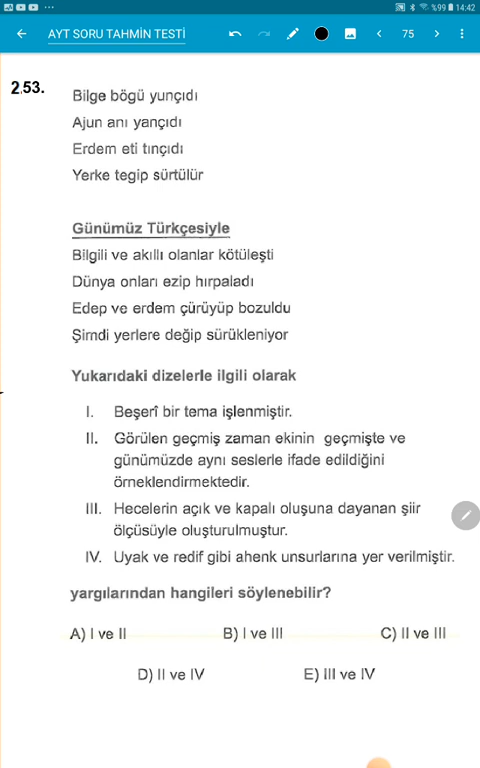 %99 14:42
AYT SORU TAHMİN TESTİ 75
2.53.
Bilge bögü yunçıdı
Ajun anı yançıdı
Erdem eti tınçıdı
Yerke tegip sürtülür
Günümüz Türkçesiyle
Bilgili ve akıllı olanlar kötüleşti
Dünya onları ezip hırpaladı
Edep ve erdem çürüyüp bozuldu
Şimdi yerlere değip sürükleniyor
Yukarıdaki dizelerle ilgili olarak
I. Beşerî bir tema işlenmiştir.
II. Görülen geçmiş zaman ekinin geçmişte ve
günümüzde aynı seslerle ifade edildiğini
örneklendirmektedir.
III. Hecelerin açık ve kapalı oluşuna dayanan şiir
ölçüsüyle oluşturulmuştur.
IV. Uyak ve redif gibi ahenk unsurlarına yer verilmiştir.
yargılarından hangileri söylenebilir?
A) I ve II B) I ve III C) II ve III
D) II ve IV E) III ve IV